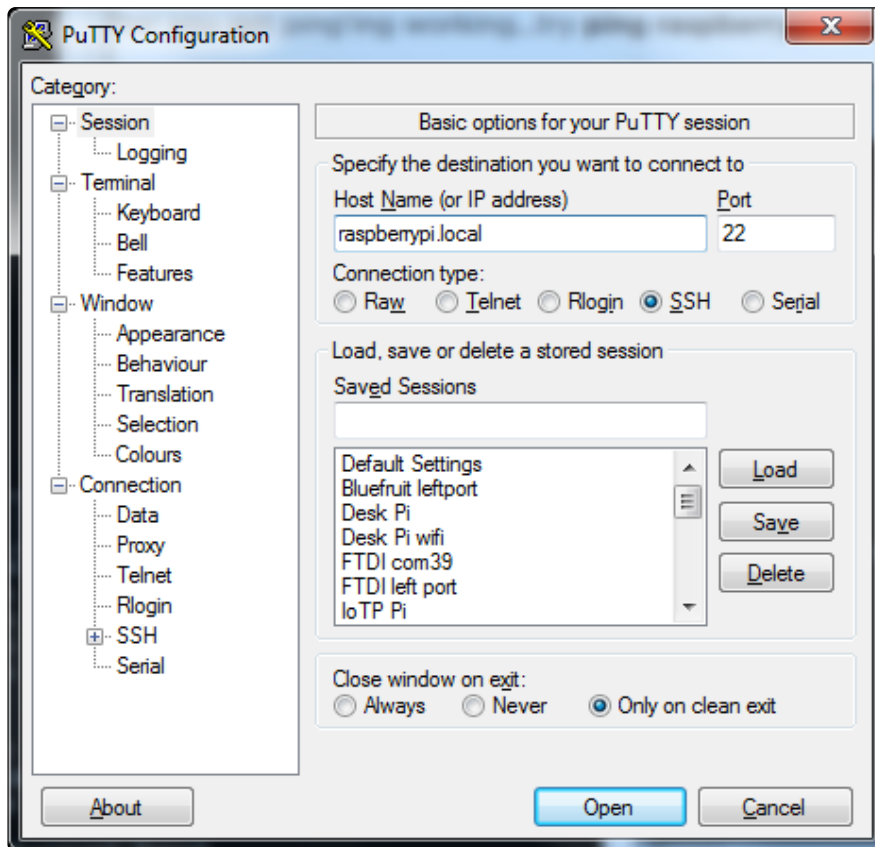 PuTTY Configuration
Category:
Session
Logging
Terminal
Keyboard
Bell
Features
Window
Appearance
Behaviour
Translation
Selection
Colours
Connection
Data
Proxy
Telnet
Rlogin
SSH
Serial
Basic options for your PuTTY session
Specify the destination you want to connect to
Host Name (or IP address) Port
raspberrypi.local 22
Connection type:
Raw Telnet Rlogin SSH Serial
Load, save or delete a stored session
Saved Sessions
Default Settings
Bluefruit leftport
Desk Pi
Desk Pi wifi
FTDI com39
FTDI left port
IoTP Pi
Load
Save
Delete
Close window on exit:
Always Never Only on clean exit
About Open Cancel